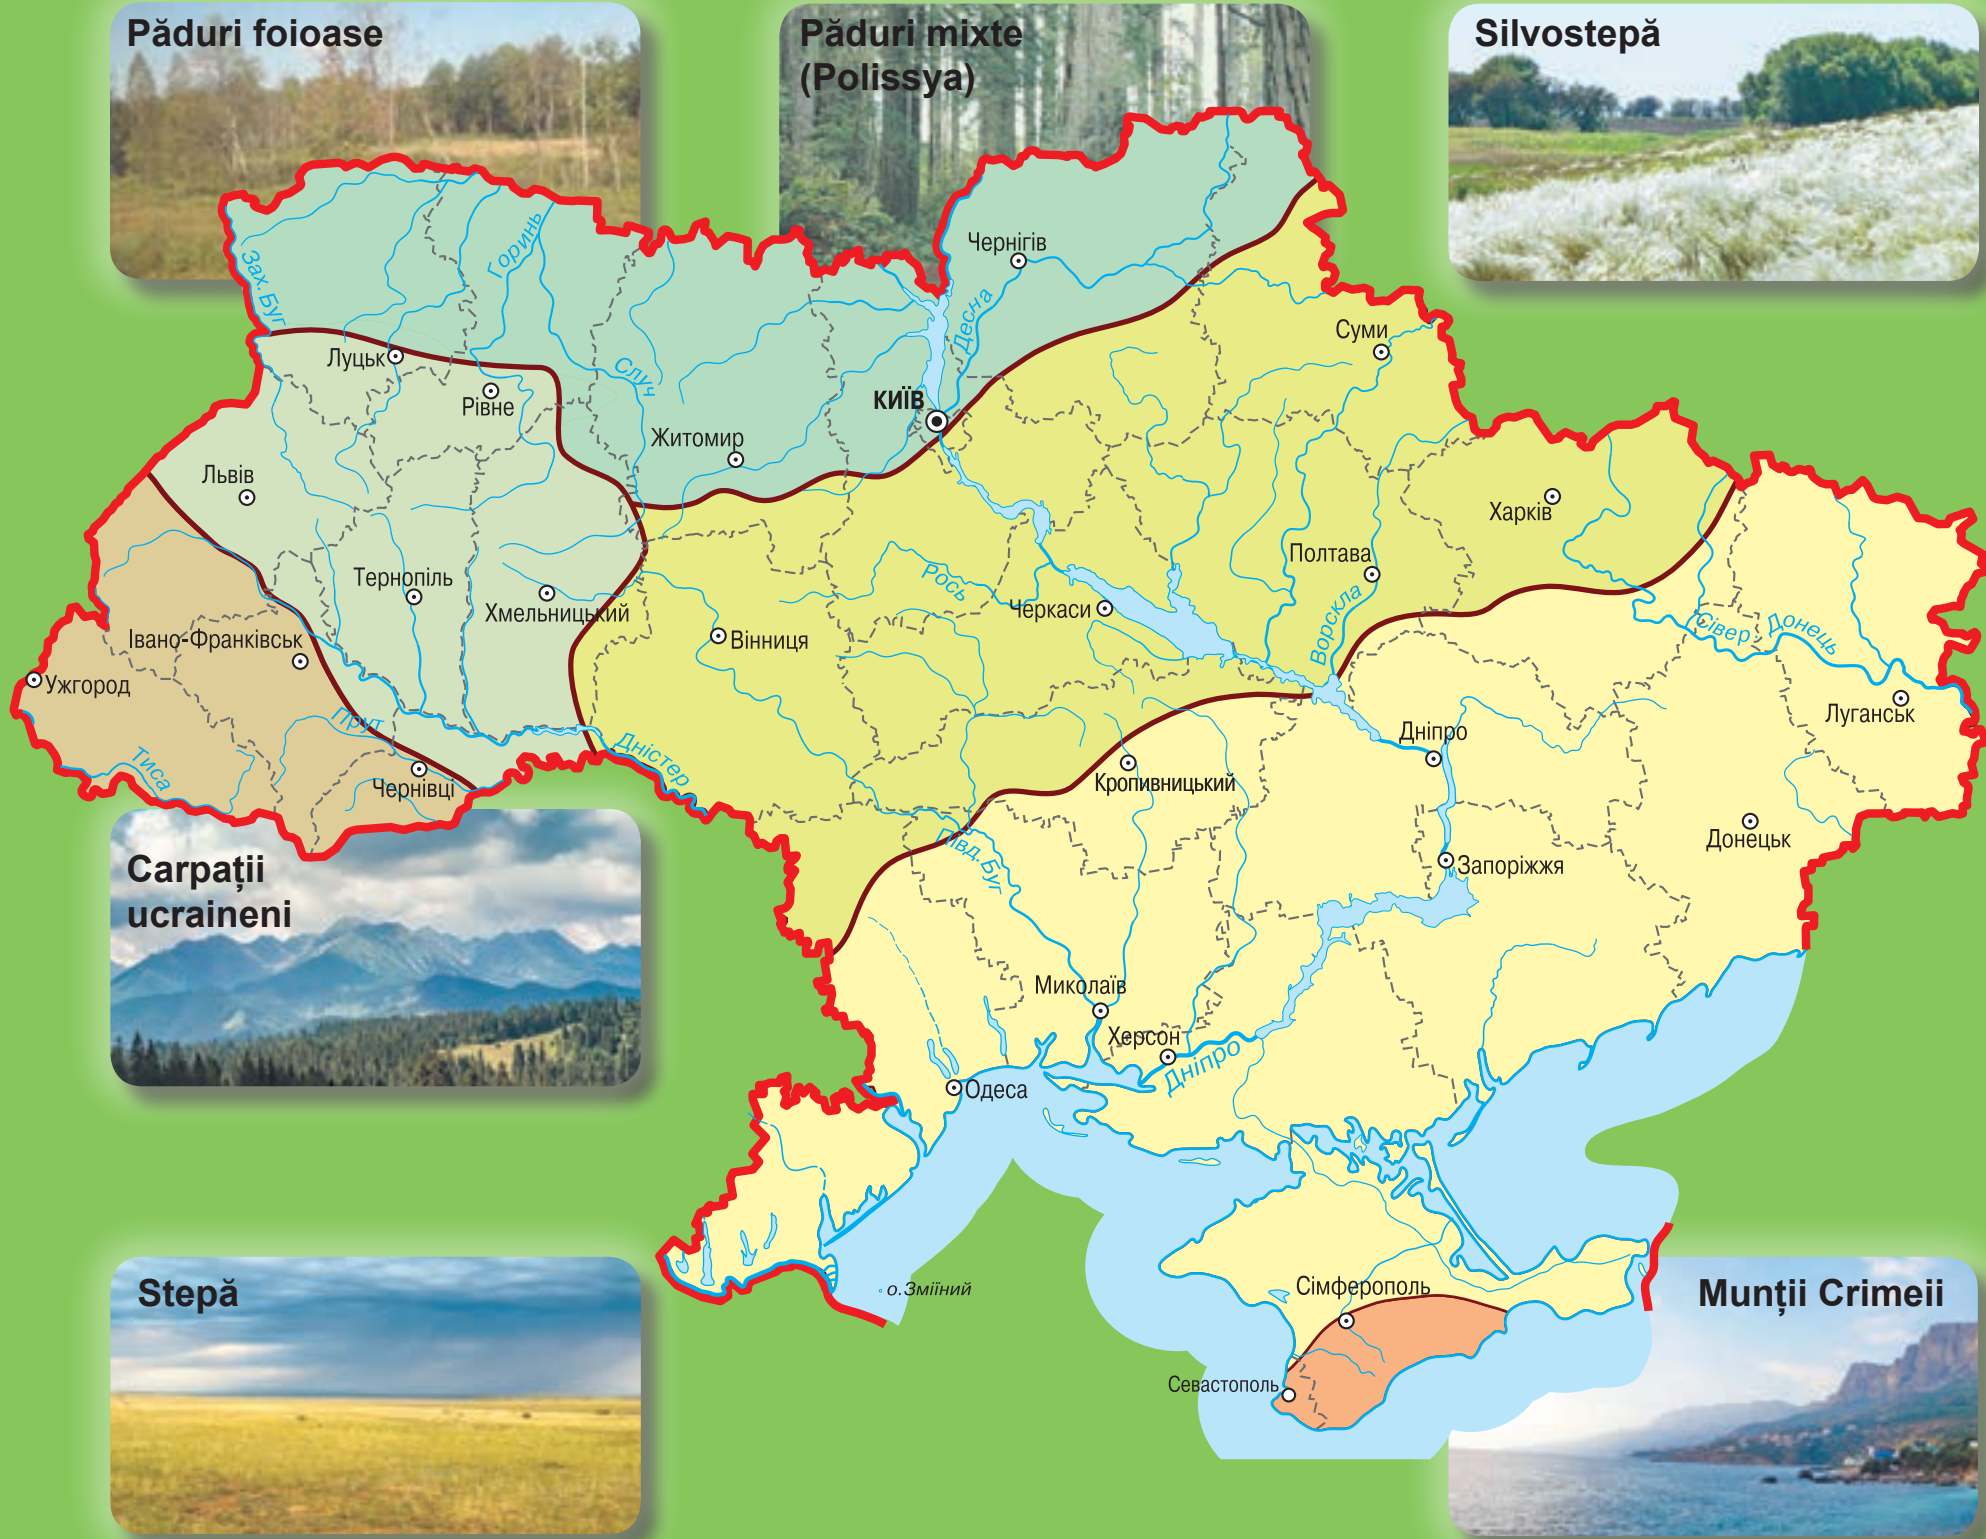 Păduri foioase
Păduri mixte
(Polissya)
Silvostepă
Чернігів
Горинь
Зах. Буг
Десна
Суми
Луцьк
Случ
Рівне
КИЇВ
Житомир
Львів
Харків
Полтава
Рось
Тернопіль
Хмельницький
Черкаси
Ворскла
Сівер. Донець
Івано-Франківськ
Вінниця
Ужгород
Прут
Луганськ
Дністер
Дніпро
Тиса
Чернівці
Кропивницький
Півд. Буг
Донецьк
Запоріжжя
Carpații
ucraineni
Миколаїв
Херсон
Дніпро
Одеса
Stepă
о.Зміїний
Сімферополь
Munții Crimeii
Севастополь